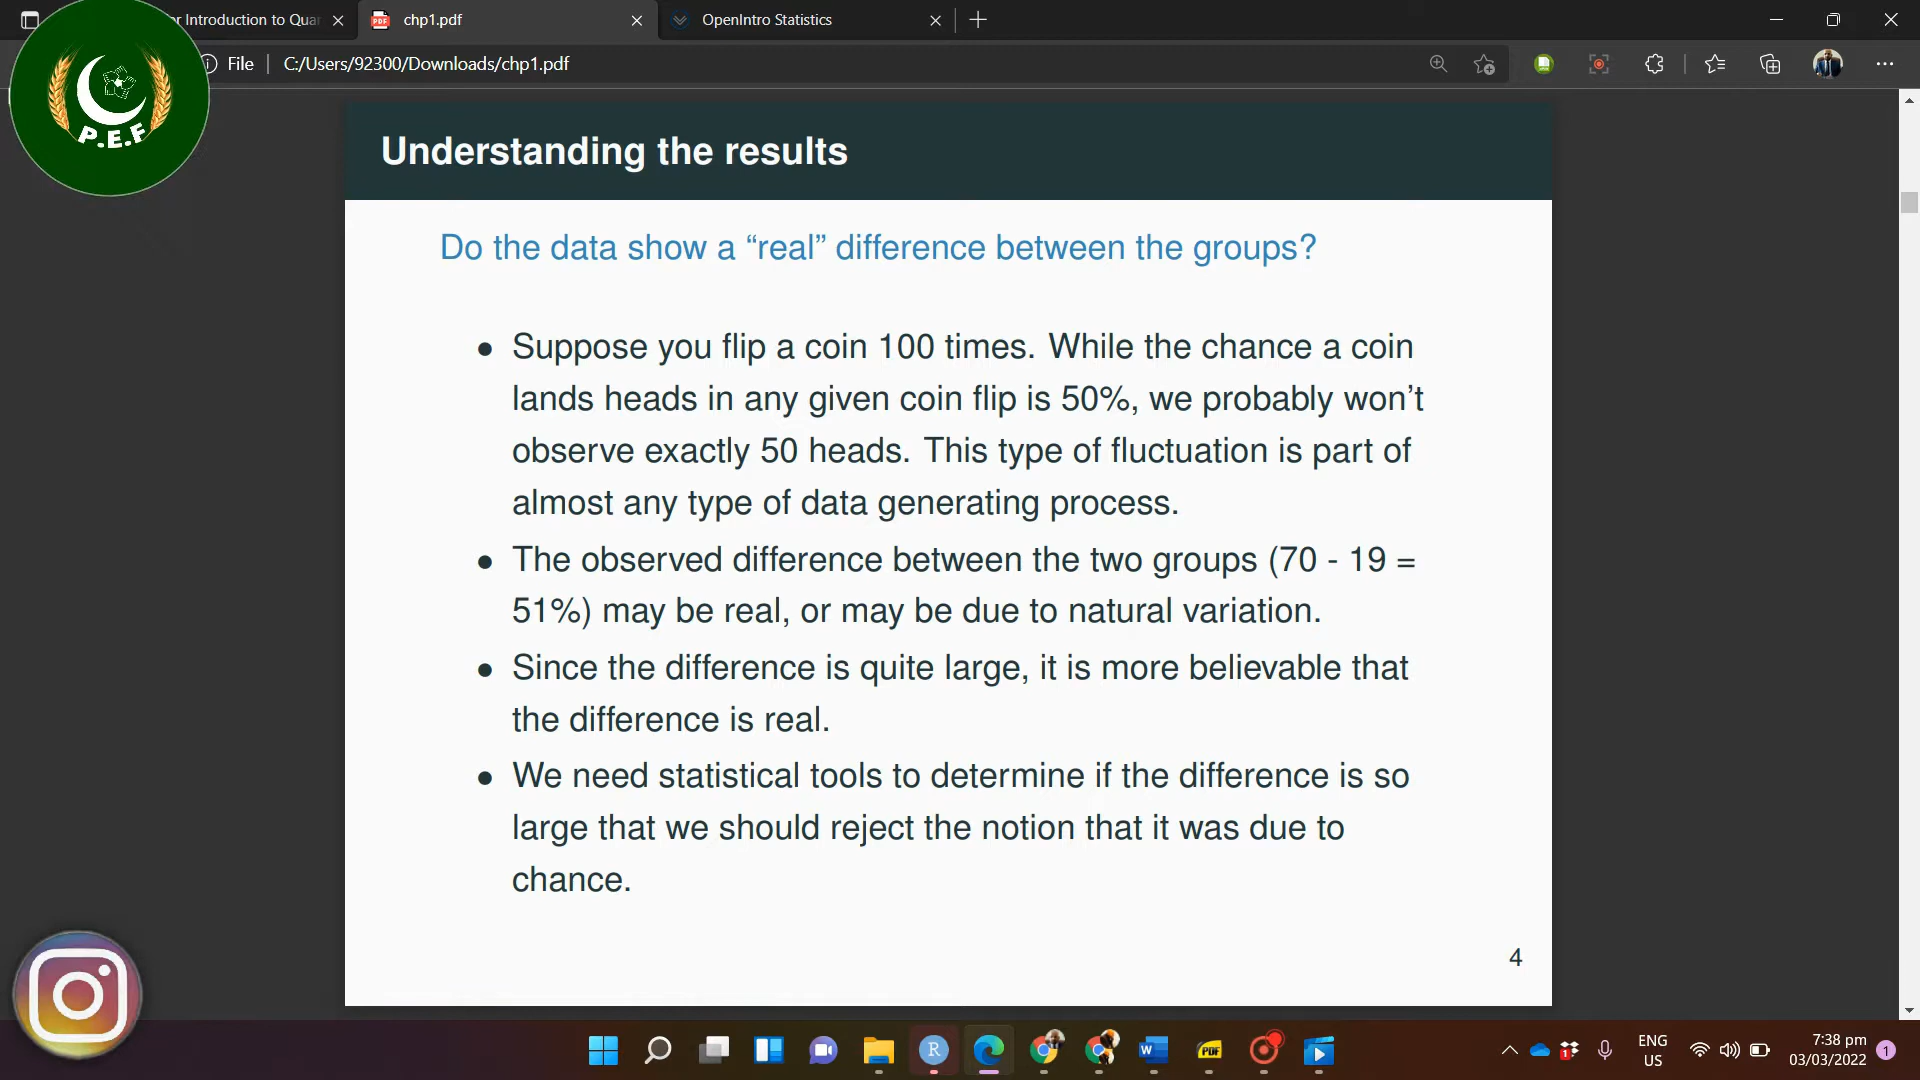 or Introduction to Qua
chp1.pdf
OpenIntro Statistics
File
C:/Users/92300/Downloads/chp1.pdf
P.E.F
Understanding the results
Do the data show a “real” difference between the groups?
• Suppose you flip a coin 100 times. While the chance a coin
lands heads in any given coin flip is 50%, we probably won’t
observe exactly 50 heads. This type of fluctuation is part of
almost any type of data generating process.
• The observed difference between the two groups (70 - 19 =
51%) may be real, or may be due to natural variation.
• Since the difference is quite large, it is more believable that
the difference is real.
• We need statistical tools to determine if the difference is so
large that we should reject the notion that it was due to
chance.
4
PDF
R
W
PDF
1
ENG
US
7:38 pm
03/03/2022
1